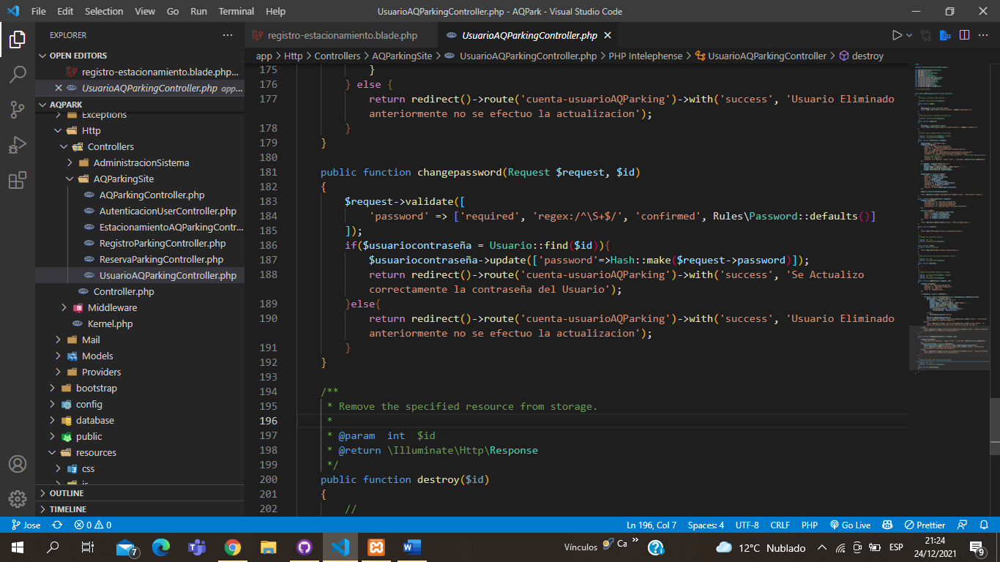 File Edit Selection View Go Run Terminal Help UsuarioAQParkingController.php - AQPark - Visual Studio Code
EXPLORER
OPEN EDITORS
registro-estacionamiento.blade.php...
UsuarioAQParkingController.php app...
AQPARK
Exceptions
Http
Controllers
AdministracionSistema
AQParkingSite
AQParkingController.php
AutenticacionUserController.php
EstacionamientoAQParkingContr...
RegistroParkingController.php
ReservaParkingController.php
UsuarioAQParkingController.php
Controller.php
Middleware
Kernel.php
Mail
Models
Providers
bootstrap
config
database
public
resources
css
js
OUTLINE
TIMELINE
registro-estacionamiento.blade.php UsuarioAQParkingController.php
app > Http > Controllers > AQParkingSite > UsuarioAQParkingController.php > PHP Intelephense > UsuarioAQParkingController > destroy
175 }
176 } else {
177 return redirect()->route('cuenta-usuarioAQParking')->with('success', 'Usuario Eliminado
anteriormente no se efectuo la actualizacion');
178 }
179 }
180
181 public function changepassword(Request $request, $id)
182 {
183 $request->validate([
184 'password' => ['required', 'regex:/^\S+$/', 'confirmed', Rules\Password::defaults()]
185 ]);
186 if($usuariocontraseña = Usuario::find($id)){
187 $usuariocontraseña->update(['password'=>Hash::make($request->password)]);
188 return redirect()->route('cuenta-usuarioAQParking')->with('success', 'Se Actualizo
correctamente la contraseña del Usuario');
189 }else{
190 return redirect()->route('cuenta-usuarioAQParking')->with('success', 'Usuario Eliminado
anteriormente no se efectuo la actualizacion');
191 }
192 }
193
194 /**
195 * Remove the specified resource from storage.
196 *
197 * @param  int  $id
198 * @return \Illuminate\Http\Response
199 */
200 public function destroy($id)
201 {
202 //
Jose 0 0 Ln 196, Col 7 Spaces: 4 UTF-8 CRLF PHP Go Live Prettier
7 Vínculos Ca » 12°C Nublado ESP 21:24
24/12/2021 9